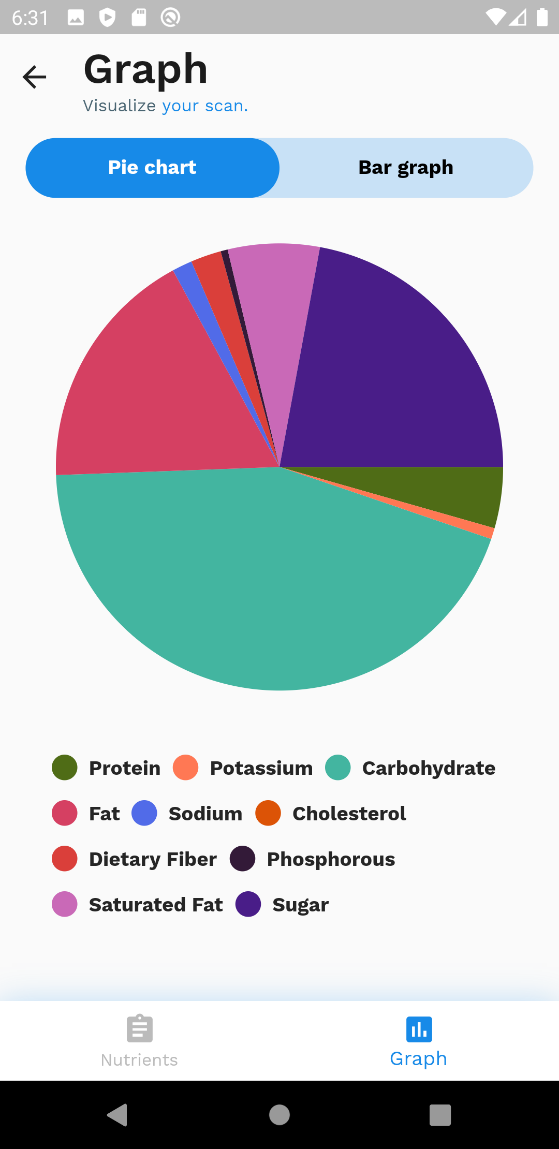 6:31
Graph
Visualize your scan.
Pie chart Bar graph
Protein Potassium Carbohydrate
Fat Sodium Cholesterol
Dietary Fiber Phosphorous
Saturated Fat Sugar
Nutrients Graph